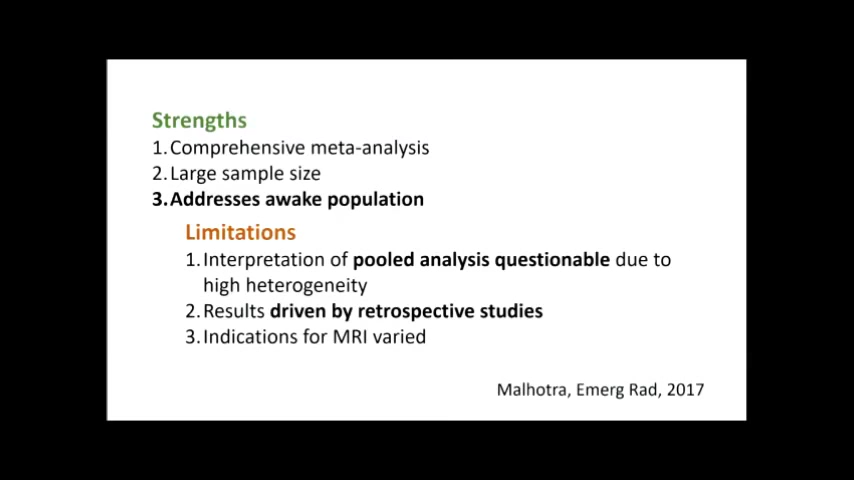 Strengths
1. Comprehensive meta-analysis
2. Large sample size
3. Addresses awake population
Limitations
1. Interpretation of pooled analysis questionable due to
high heterogeneity
2. Results driven by retrospective studies
3. Indications for MRI varied
Malhotra, Emerg Rad, 2017